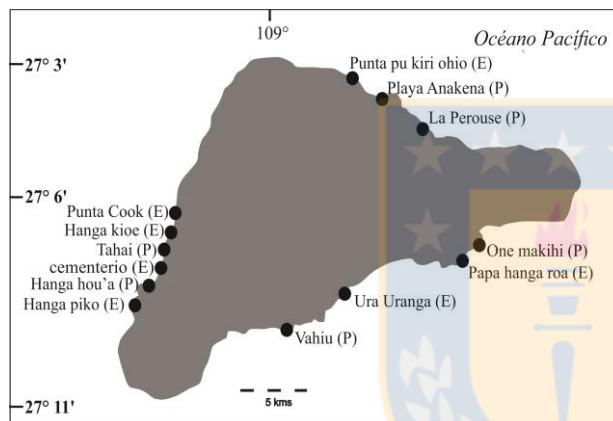 109°
Océano Pacífico
27° 3'
Punta pu kiri ohio (E)
Playa Anakena (P)
La Perouse (P)
27° 6'
Punta Cook (E)
Hanga kioe (E)
Tahai (P)
cementerio (E)
Hanga hou'a (P)
Hanga piko (E)
One makihi (P)
Papa hanga roa (E)
Ura Uranga (E)
Vahiu (P)
27° 11'
5 kms